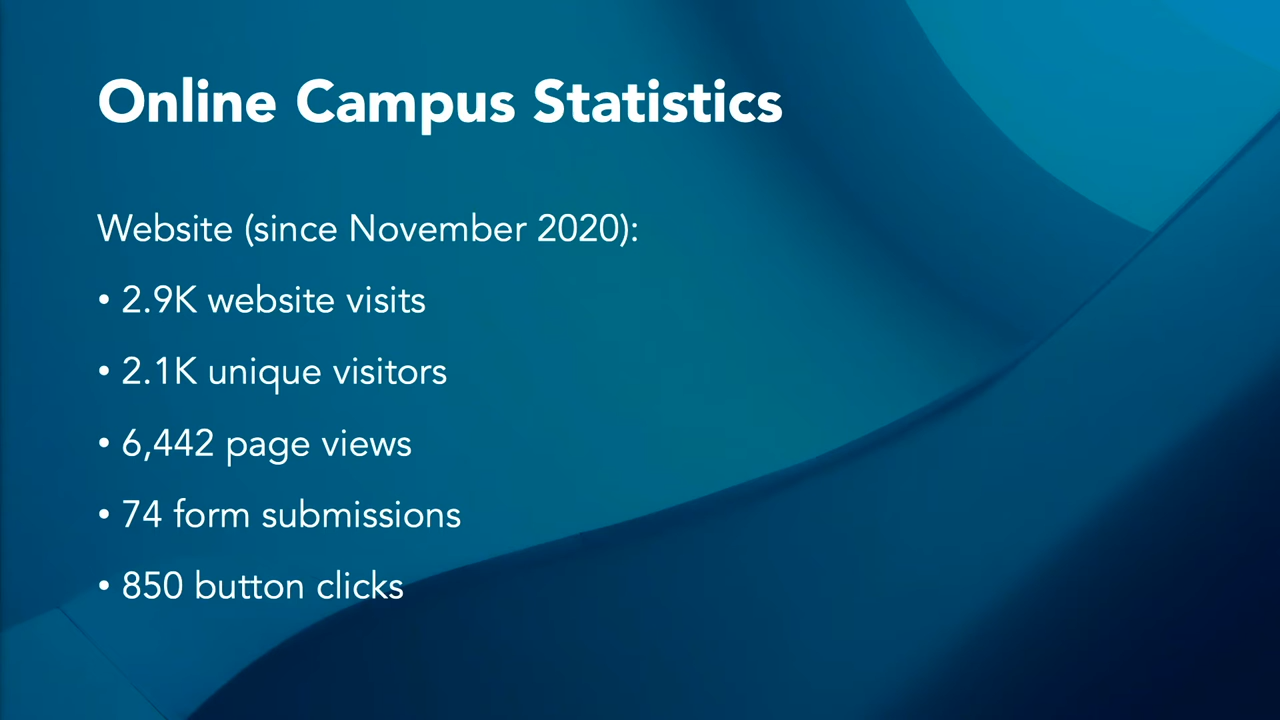 Online Campus Statistics
Website (since November 2020):
• 2.9K website visits
• 2.1K unique visitors
• 6,442 page views
• 74 form submissions
• 850 button clicks